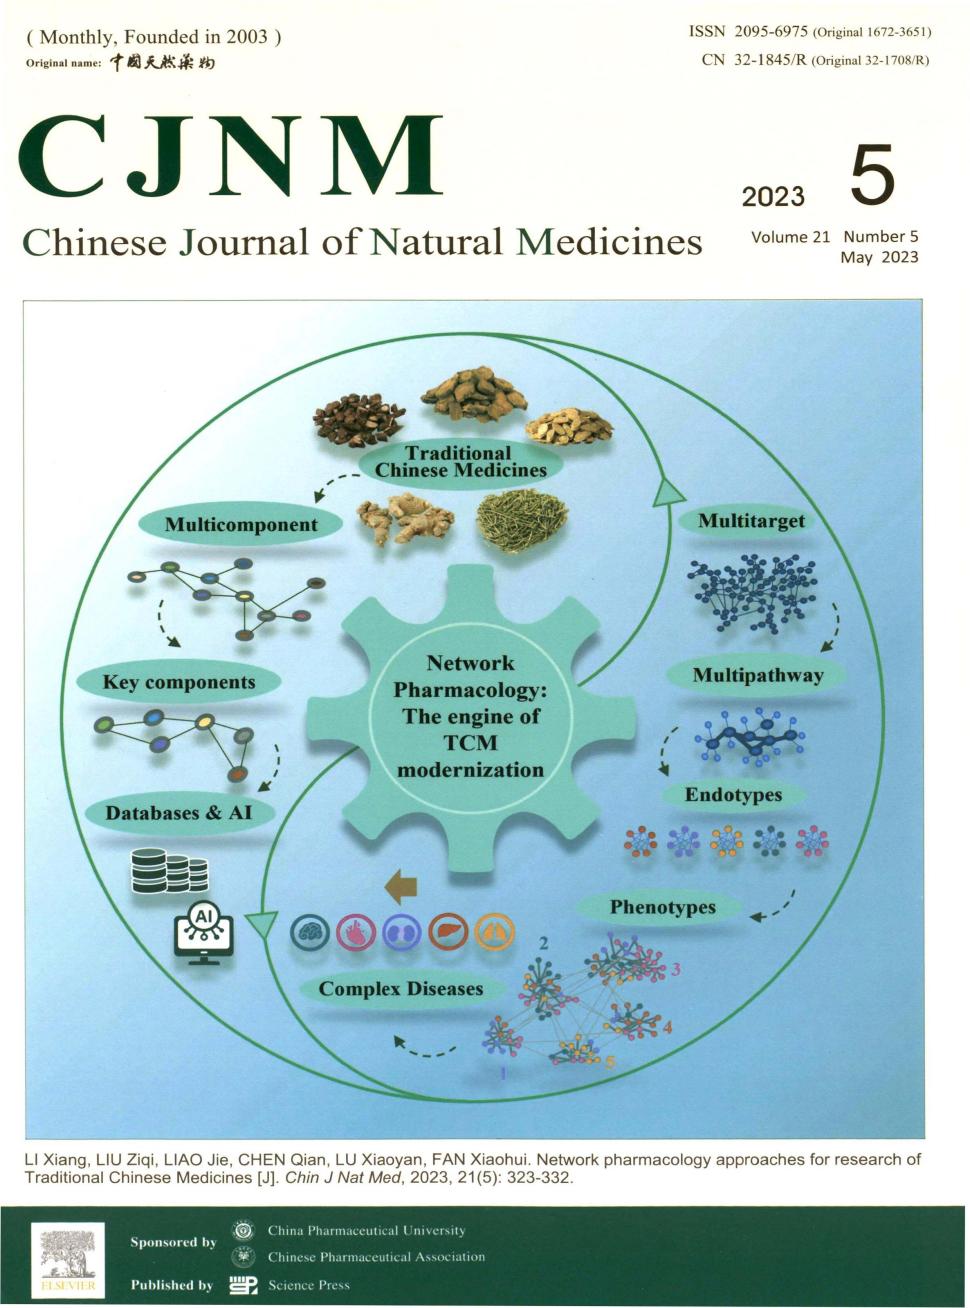 ( Monthly, Founded in 2003 )
Original name: 中國天然藥物
ISSN 2095-6975 (Original 1672-3651)
CN 32-1845/R (Original 32-1708/R)
CJNM
Chinese Journal of Natural Medicines
2023 5
Volume 21 Number 5
May 2023
Traditional
Chinese Medicines
Multicomponent
Key components
Databases & AI
AI
Network
Pharmacology:
The engine of
TCM
modernization
Multitarget
Multipathway
Endotypes
Phenotypes
Complex Diseases
2
3
4
5
1
LI Xiang, LIU Ziqi, LIAO Jie, CHEN Qian, LU Xiaoyan, FAN Xiaohui. Network pharmacology approaches for research of
Traditional Chinese Medicines [J]. Chin J Nat Med, 2023, 21(5): 323-332.
ELSEVIER
Sponsored by
China Pharmaceutical University
Chinese Pharmaceutical Association
Published by
Science Press